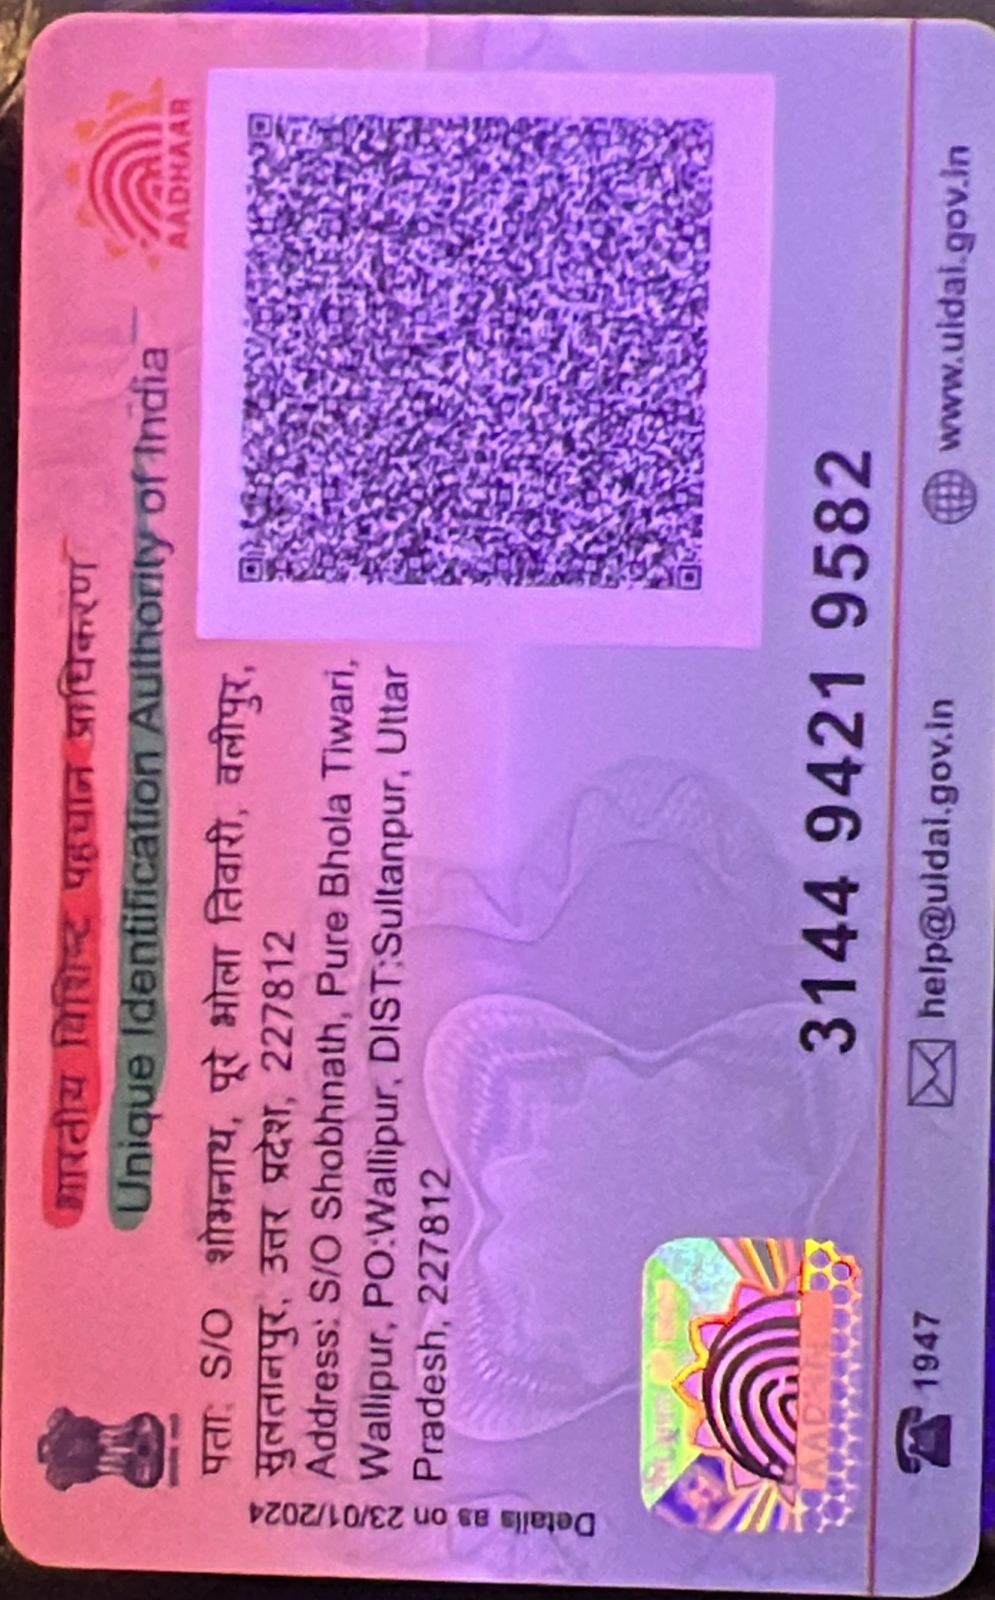 भारतीय विशिष्ट पहचान प्राधिकरण
Unique Identification Authority of India
AADHAAR
पता: S/O शोभनाथ, पूरे भोला तिवारी, वलीपुर,
सुलतानपुर, उत्तर प्रदेश, 227812
Address: S/O Shobhnath, Pure Bhola Tiwari,
Wallipur, PO:Wallipur, DIST:Sultanpur, Uttar
Pradesh, 227812
Details as on 23/01/2024
AADHAAR
3144 9421 9582
1947
help@uidai.gov.in
www.uidai.gov.in